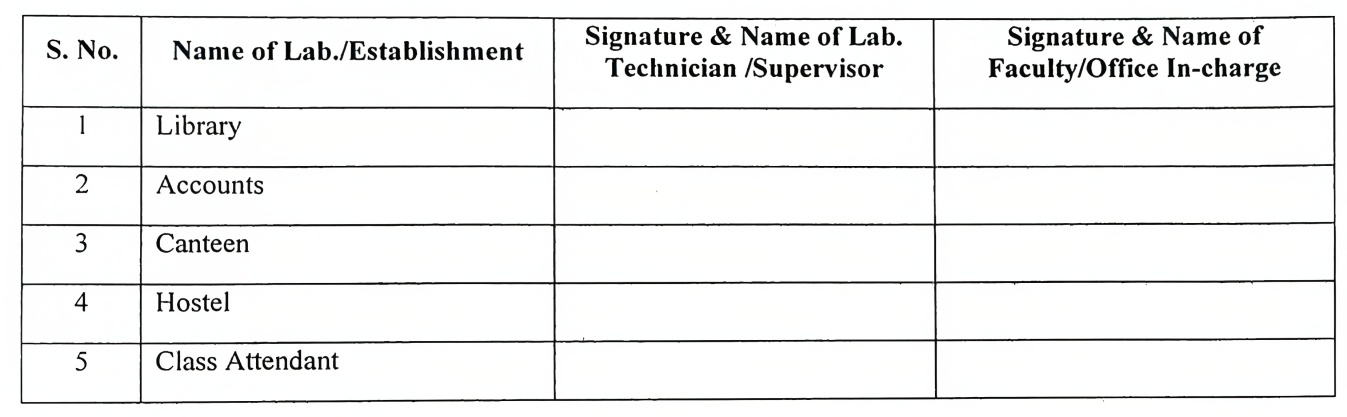 S. No.
Name of Lab./Establishment
Signature & Name of Lab.
Technician /Supervisor
Signature & Name of
Faculty/Office In-charge
1
Library
2
Accounts
3
Canteen
4
Hostel
5
Class Attendant